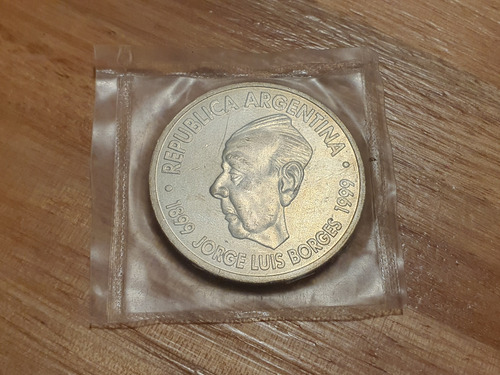 REPUBLICA ARGENTINA
1899 JORGE LUIS BORGES 1999